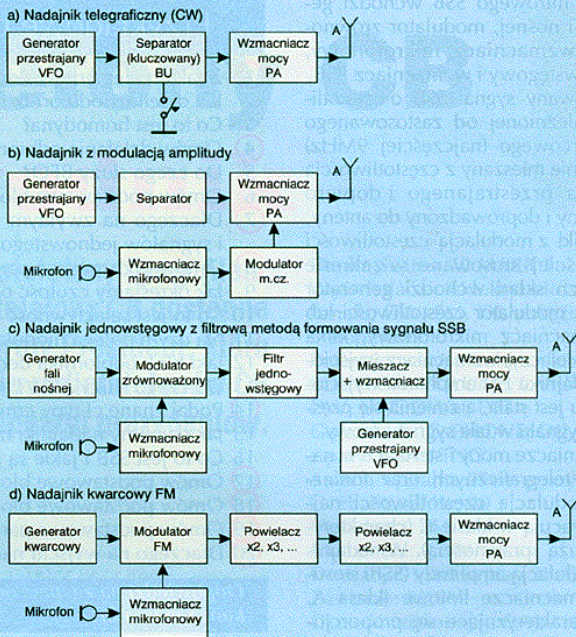 a) Nadajnik telegraficzny (CW)
Generator
przestrajany
VFO
Separator
(kluczowany)
BU
Wzmacniacz
mocy
PA
A
b) Nadajnik z modulacją amplitudy
Generator
przestrajany
VFO
Separator
Wzmacniacz
mocy
PA
Mikrofon
Wzmacniacz
mikrofonowy
Modulator
m.cz.
c) Nadajnik jednowstęgowy z filtrową metodą formowania sygnału SSB
Generator
fali
nośnej
Modulator
zrównoważony
Filtr
jedno-
wstęgowy
Mieszacz
+ wzmacniacz
Wzmacniacz
mocy
PA
A
Mikrofon
Wzmacniacz
mikrofonowy
Generator
przestrajany
VFO
d) Nadajnik kwarcowy FM
Generator
kwarcowy
Modulator
FM
Powielacz
x2, x3, ...
Powielacz
x2, x3, ...
Wzmacniacz
mocy
PA
A
Mikrofon
Wzmacniacz
mikrofonowy